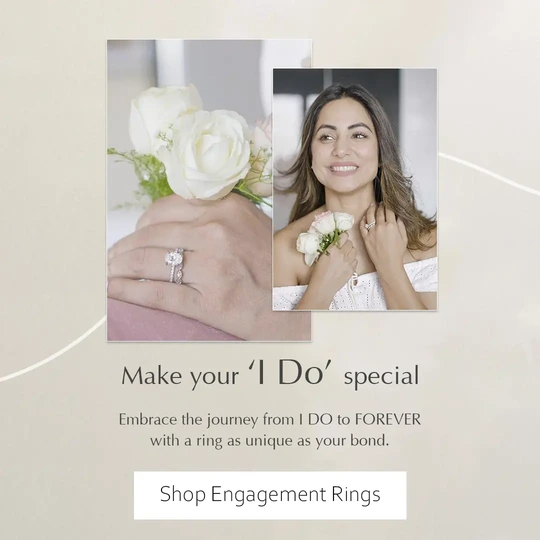 Make your ‘I Do’ special
Embrace the journey from I DO to FOREVER
with a ring as unique as your bond.
Shop Engagement Rings